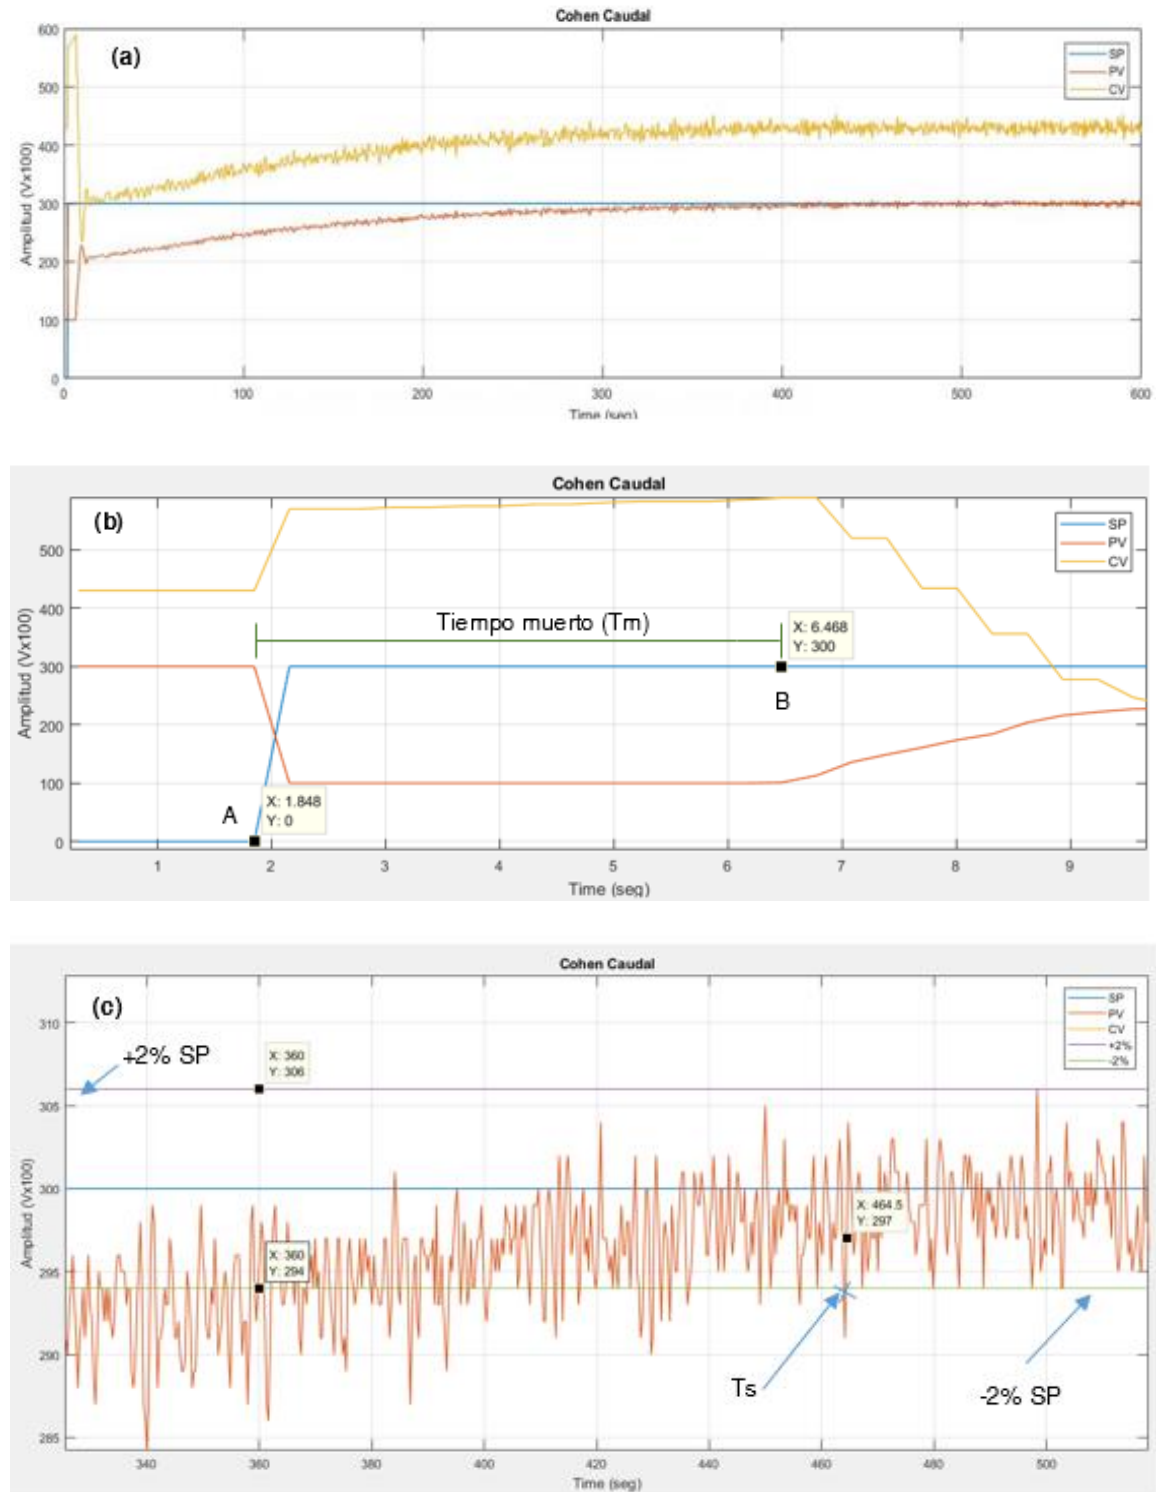 Cohen Caudal
(a)
SP
PV
CV
600
500
400
300
200
100
0
Amplitud (Vx100)
0 100 200 300 400 500 600
Time (seg)
Cohen Caudal
(b)
SP
PV
CV
500
400
300
200
100
0
Amplitud (Vx100)
Tiempo muerto (Tm)
X: 6.468
Y: 300
B
A
X: 1.848
Y: 0
1 2 3 4 5 6 7 8 9
Time (seg)
Cohen Caudal
(c)
SP
PV
CV
+2%
-2%
+2% SP
X: 360
Y: 306
310
305
300
295
290
285
Amplitud (Vx100)
X: 464.5
Y: 297
X: 360
Y: 294
Ts
-2% SP
340 360 380 400 420 440 460 480 500
Time (seg)